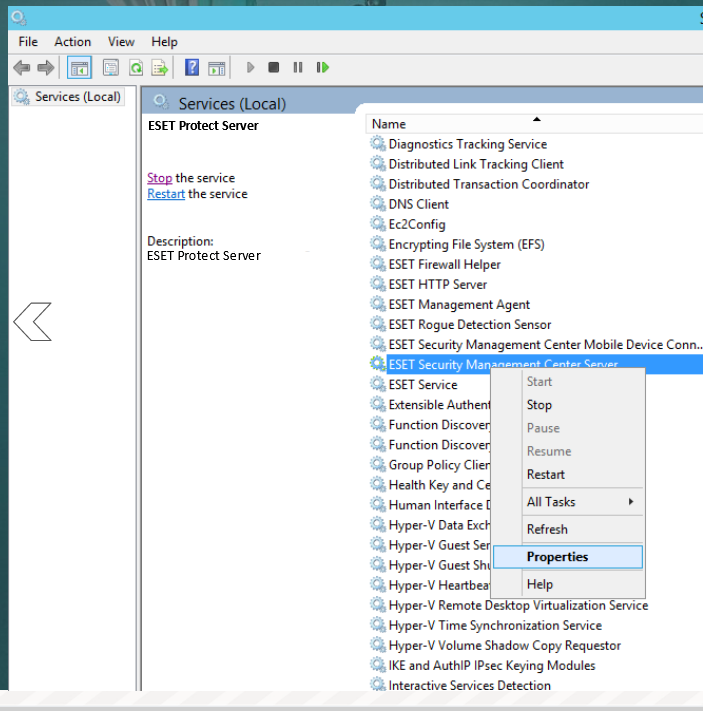 File Action View Help
Services (Local)
Services (Local)
ESET Protect Server
Stop the service
Restart the service
Description:
ESET Protect Server
Name
Diagnostics Tracking Service
Distributed Link Tracking Client
Distributed Transaction Coordinator
DNS Client
Ec2Config
Encrypting File System (EFS)
ESET Firewall Helper
ESET HTTP Server
ESET Management Agent
ESET Rogue Detection Sensor
ESET Security Management Center Mobile Device Conn...
ESET Security Management Center Server
ESET Service
Extensible Authent
Function Discover
Function Discover
Group Policy Clien
Health Key and Ce
Human Interface D
Hyper-V Data Exch
Hyper-V Guest Ser
Hyper-V Guest Shu
Hyper-V Heartbea
Hyper-V Remote Desktop Virtualization Service
Hyper-V Time Synchronization Service
Hyper-V Volume Shadow Copy Requestor
IKE and AuthIP IPsec Keying Modules
Interactive Services Detection
Start
Stop
Pause
Resume
Restart
All Tasks
Refresh
Properties
Help